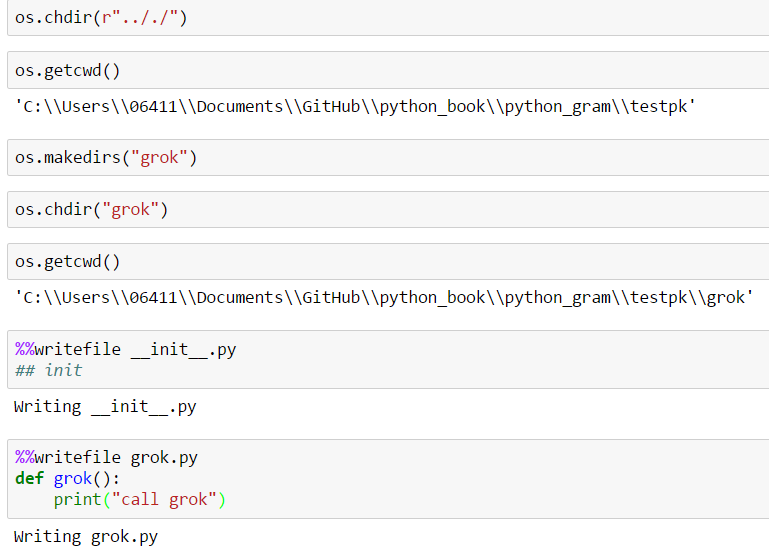 os.chdir(r".././")
os.getcwd()
'C:\\Users\\06411\\Documents\\GitHub\\python_book\\python_gram\\testpk'
os.makedirs("grok")
os.chdir("grok")
os.getcwd()
'C:\\Users\\06411\\Documents\\GitHub\\python_book\\python_gram\\testpk\\grok'
%%writefile __init__.py
## init
Writing __init__.py
%%writefile grok.py
def grok():
    print("call grok")
Writing grok.py